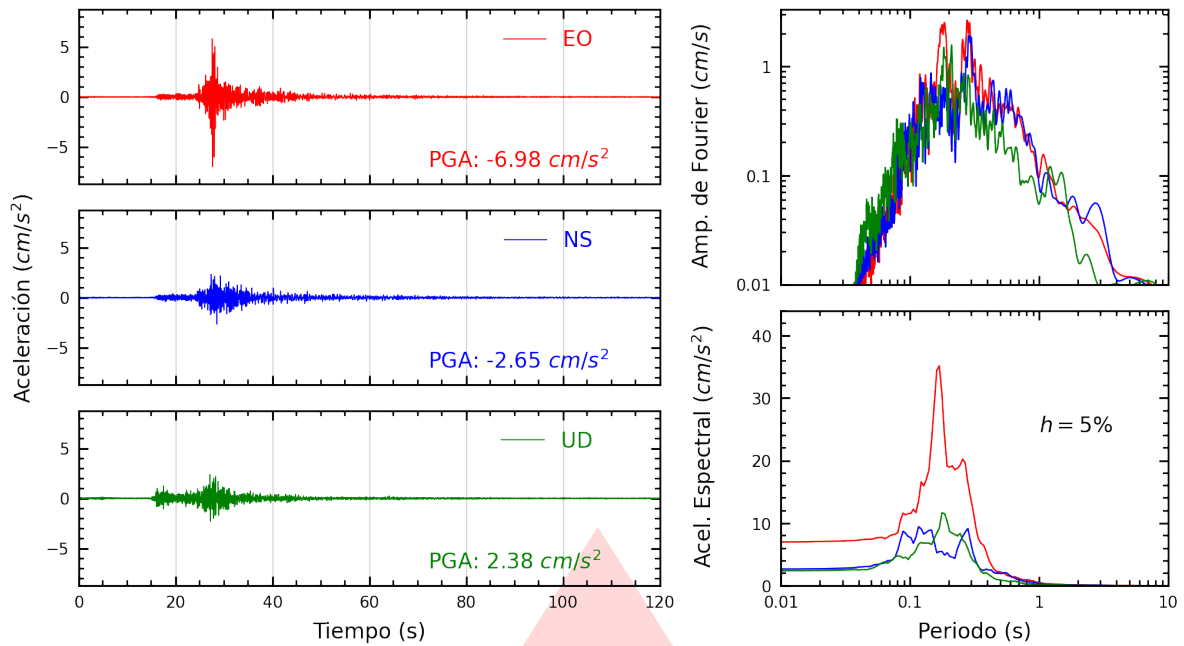 Aceleración (cm/s²)
5
0
−5
EO
PGA: -6.98 cm/s²
5
0
−5
NS
PGA: -2.65 cm/s²
5
0
−5
UD
PGA: 2.38 cm/s²
0 20 40 60 80 100 120
Tiempo (s)
Amp. de Fourier (cm/s)
1
0.1
0.01
Acel. Espectral (cm/s²)
40
30
20
10
0
h = 5%
0.01 0.1 1 10
Periodo (s)